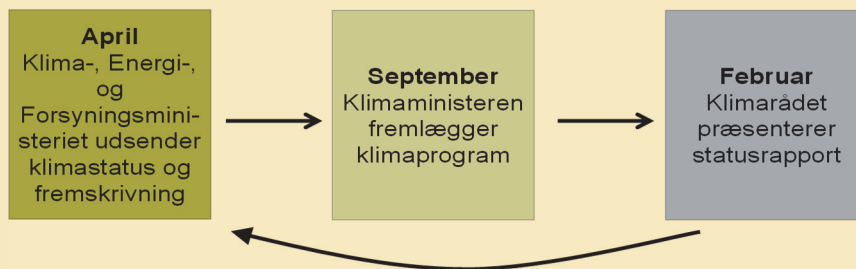 April
Klima-, Energi-,
og
Forsyningsmini-
steriet udsender
klimastatus og
fremskrivning
September
Klimaministeren
fremlægger
klimaprogram
Februar
Klimarådet
præsenterer
statusrapport